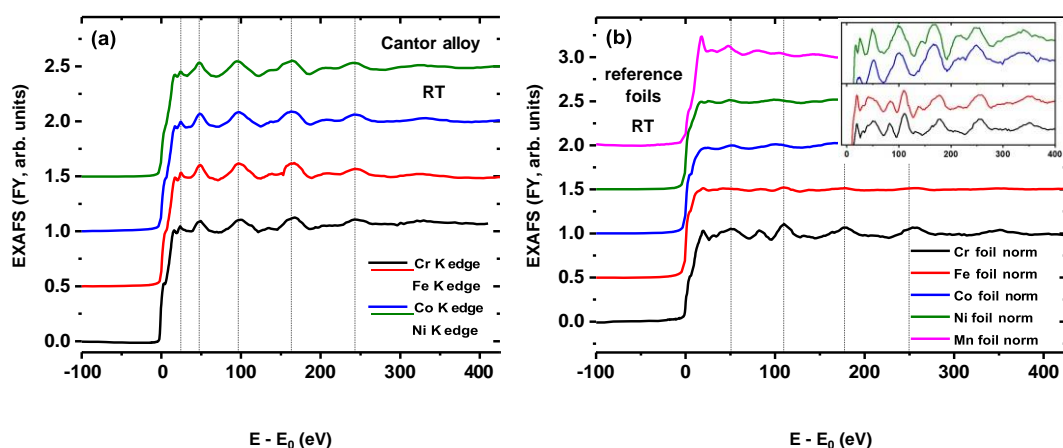 (a)
Cantor alloy
RT
2.5
2.0
1.5
1.0
0.5
0.0
EXAFS (FY, arb. units)
Cr K edge
Fe K edge
Co K edge
Ni K edge
-100 0 100 200 300 400
E - E0 (eV)
(b)
reference
foils
RT
3.0
2.5
2.0
1.5
1.0
0.5
0.0
EXAFS (FY, arb. units)
0 50 100 150 200 250 300 350 400
Cr foil norm
Fe foil norm
Co foil norm
Ni foil norm
Mn foil norm
-100 0 100 200 300 400
E - E0 (eV)